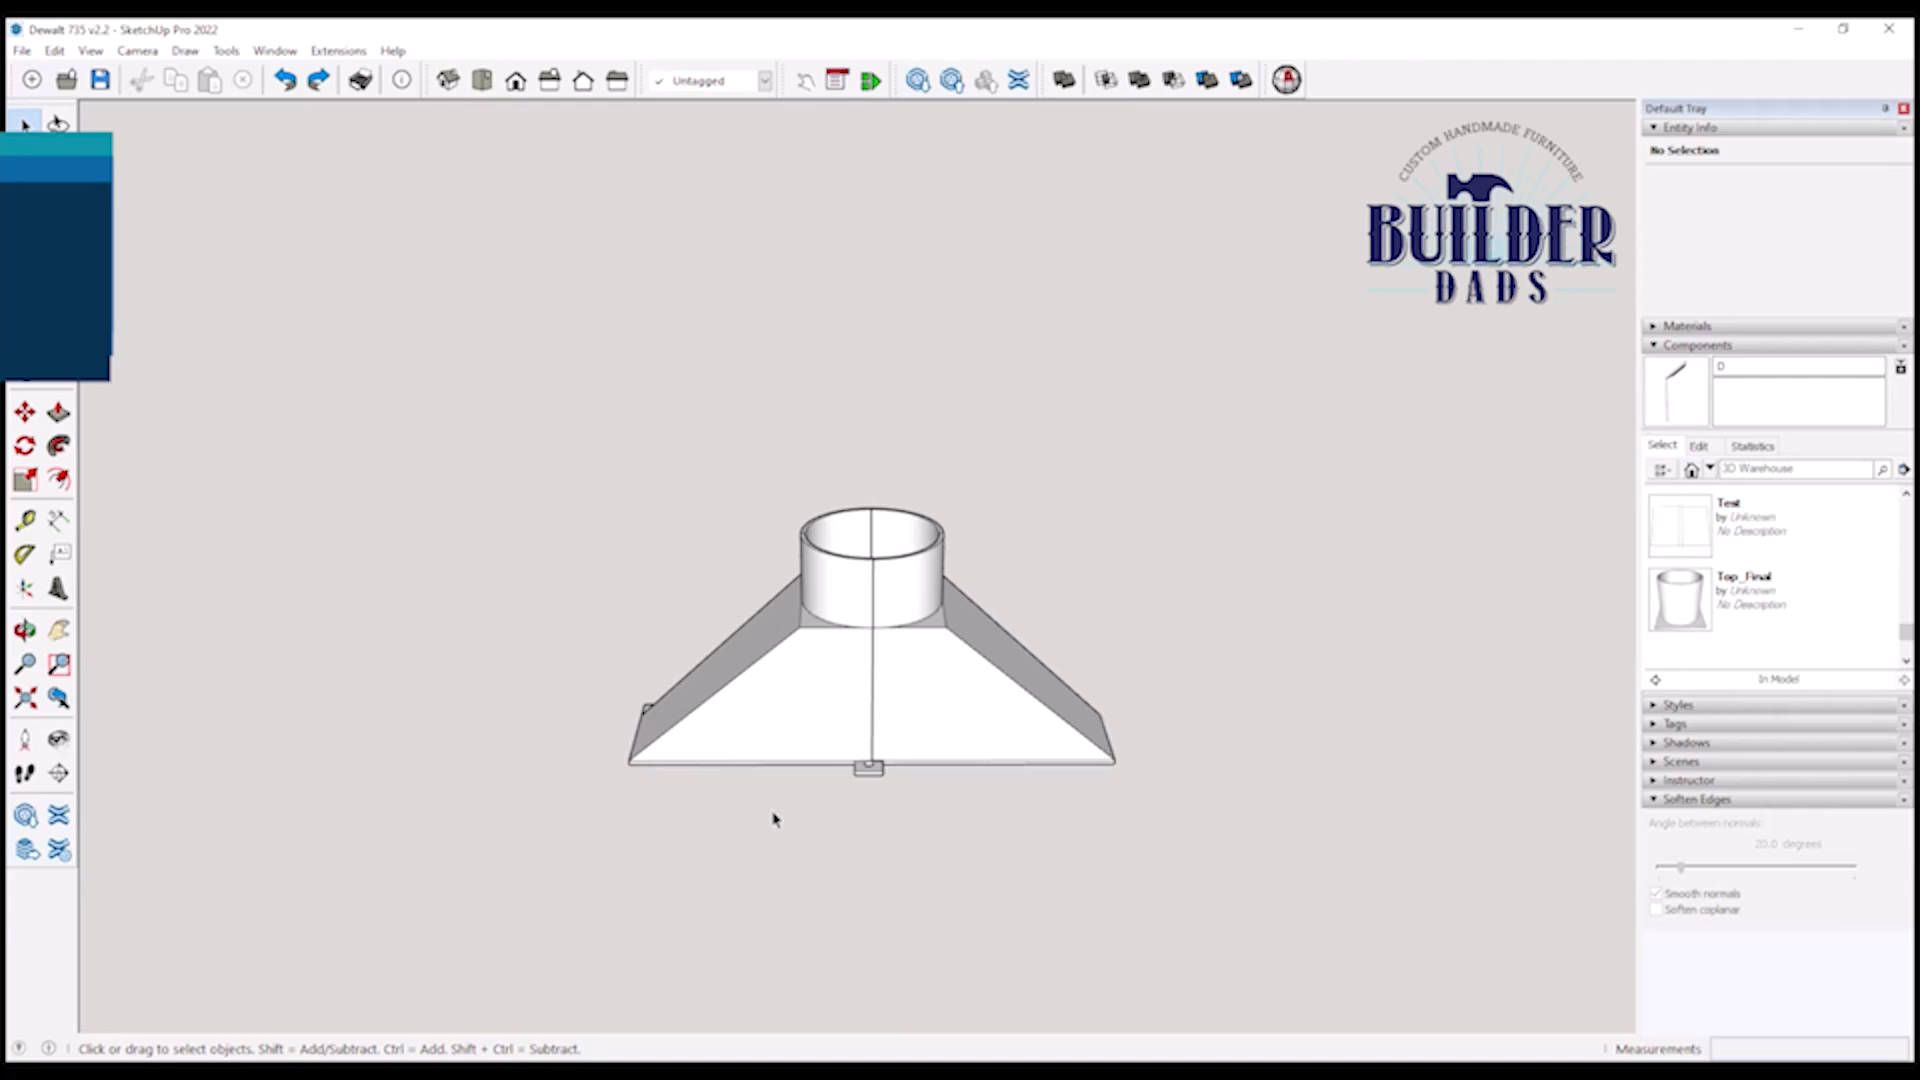 Dewalt 735 v2.2 - SketchUp Pro 2022
File Edit View Camera Draw Tools Window Extensions Help
Untagged
CUSTOM HANDMADE FURNITURE
BUILDER
DADS
Default Tray
Entity Info
No Selection
Materials
Components
D
Select Edit Statistics
3D Warehouse
Test
by Unknown
No Description
Top_Final
by Unknown
No Description
In Model
Styles
Tags
Shadows
Scenes
Instructor
Soften Edges
Angle between normals:
20.0 degrees
Smooth normals
Soften coplanar
Click or drag to select objects. Shift = Add/Subtract. Ctrl = Add. Shift + Ctrl = Subtract.
Measurements